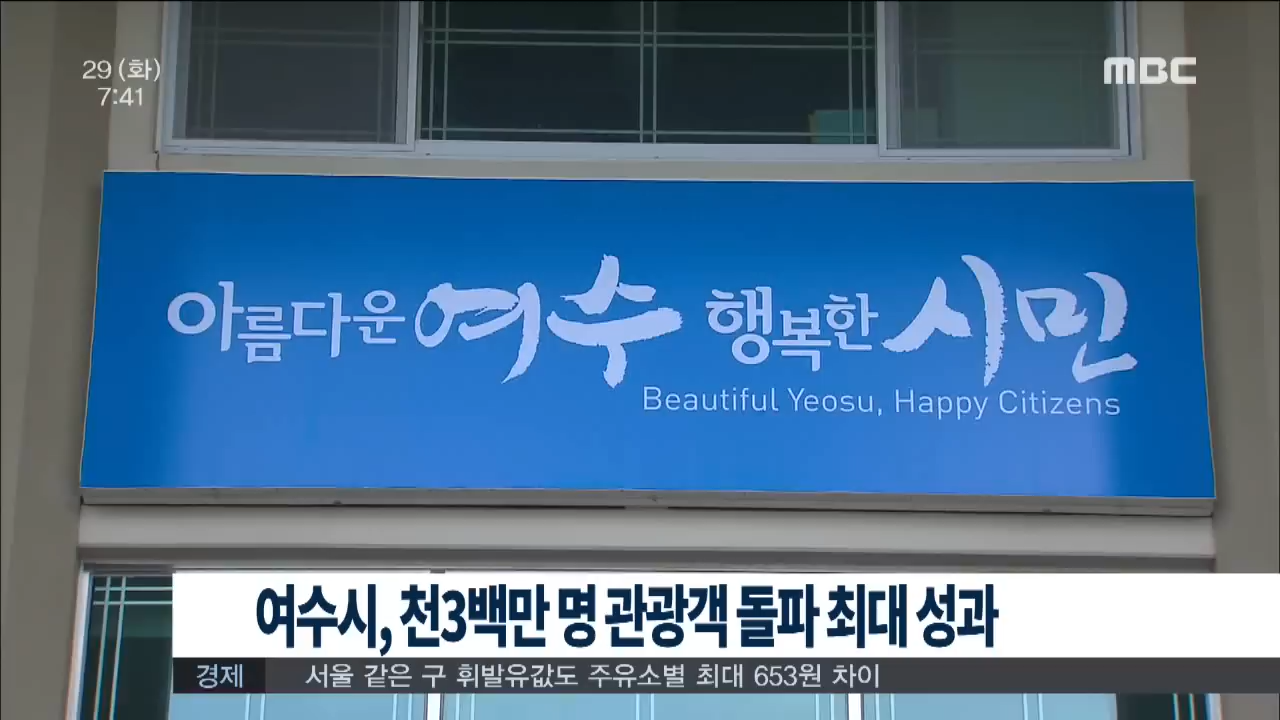 29 (화)
7:41
MBC
아름다운 여수 행복한 시민
Beautiful Yeosu, Happy Citizens
여수시, 천3백만 명 관광객 돌파 최대 성과
경제 서울 같은 구 휘발유값도 주유소별 최대 653원 차이